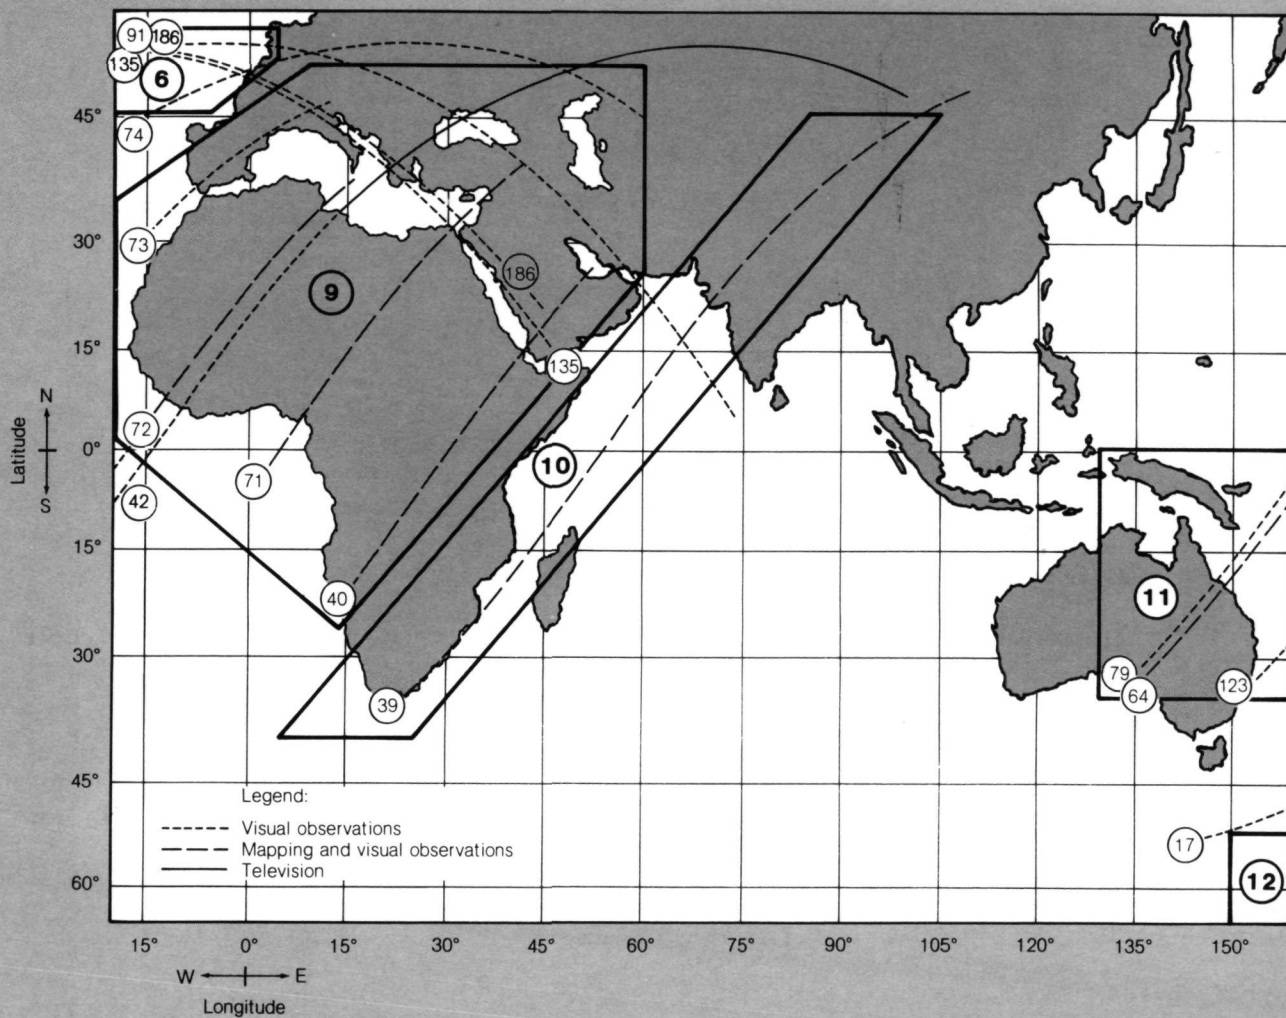 91
186
135
6
45°
74
30°
73
9
186
15°
135
N
Latitude
S
0°
72
42
71
10
15°
40
11
30°
39
79
64
123
45°
Legend:
Visual observations
Mapping and visual observations
Television
17
12
60°
15° 0° 15° 30° 45° 60° 75° 90° 105° 120° 135° 150°
W E
Longitude